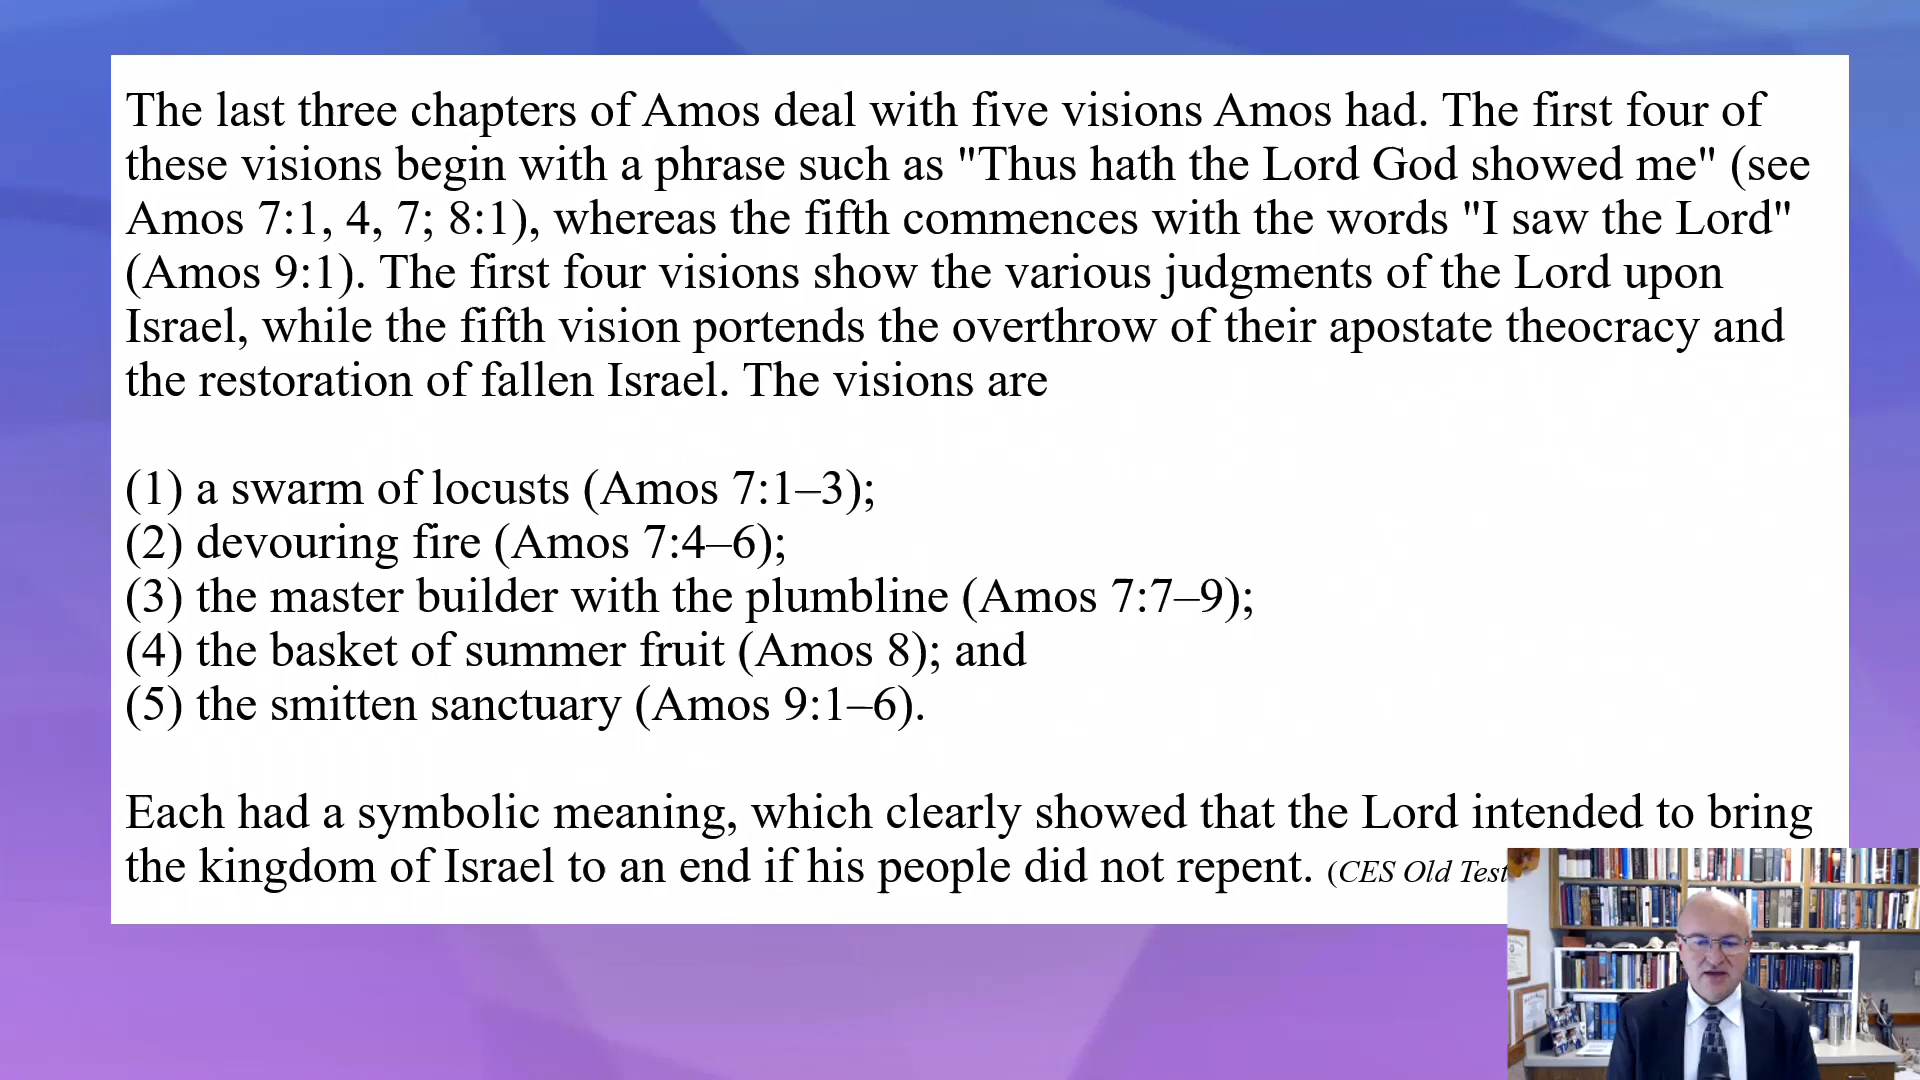 The last three chapters of Amos deal with five visions Amos had. The first four of
these visions begin with a phrase such as "Thus hath the Lord God showed me" (see
Amos 7:1, 4, 7; 8:1), whereas the fifth commences with the words "I saw the Lord"
(Amos 9:1). The first four visions show the various judgments of the Lord upon
Israel, while the fifth vision portends the overthrow of their apostate theocracy and
the restoration of fallen Israel. The visions are
(1) a swarm of locusts (Amos 7:1–3);
(2) devouring fire (Amos 7:4–6);
(3) the master builder with the plumbline (Amos 7:7–9);
(4) the basket of summer fruit (Amos 8); and
(5) the smitten sanctuary (Amos 9:1–6).
Each had a symbolic meaning, which clearly showed that the Lord intended to bring
the kingdom of Israel to an end if his people did not repent. (CES Old Test